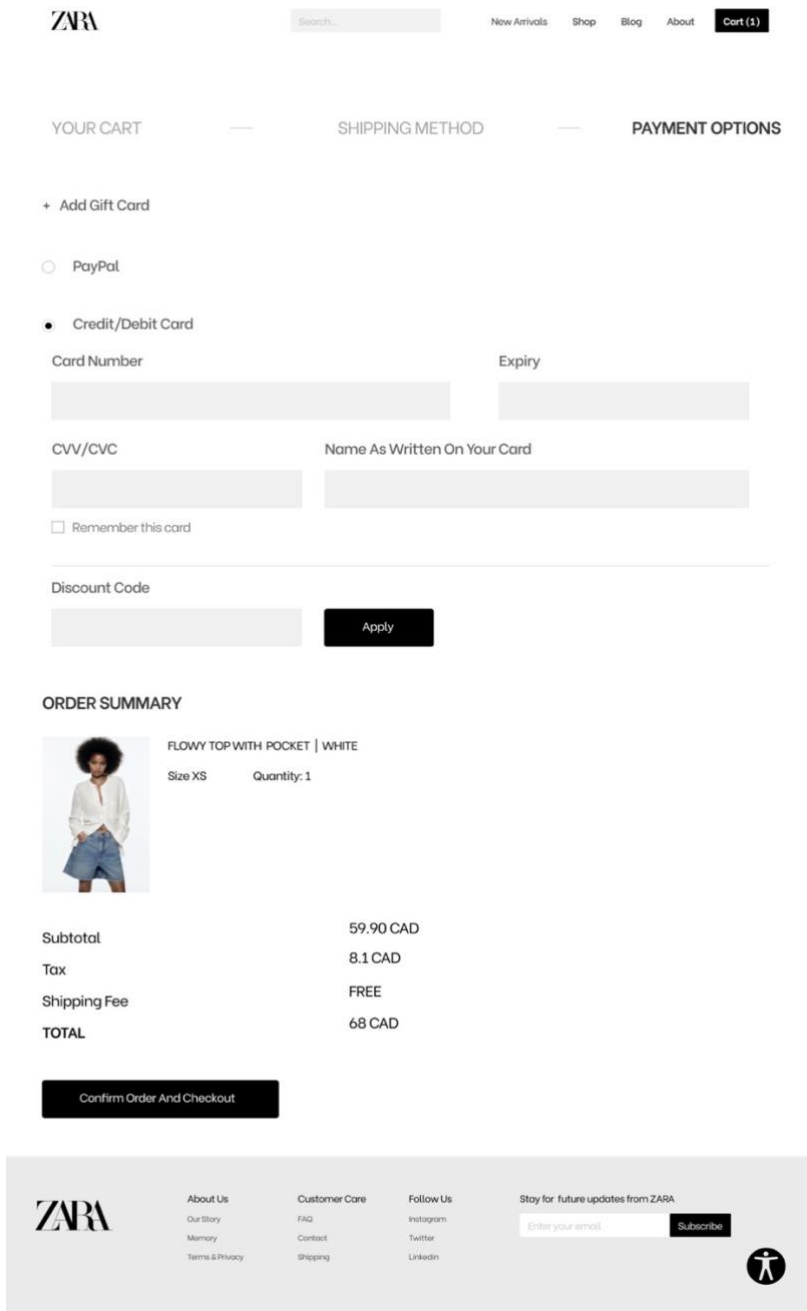 ZARA
Search...
New Arrivals Shop Blog About Cart (1)
YOUR CART — SHIPPING METHOD — PAYMENT OPTIONS
+ Add Gift Card
PayPal
Credit/Debit Card
Card Number Expiry
CVV/CVC Name As Written On Your Card
Remember this card
Discount Code
Apply
ORDER SUMMARY
FLOWY TOP WITH POCKET | WHITE
Size XS Quantity: 1
Subtotal 59.90 CAD
Tax 8.1 CAD
Shipping Fee FREE
TOTAL 68 CAD
Confirm Order And Checkout
ZARA
About Us Customer Care Follow Us Stay for future updates from ZARA
Our Story FAQ Instagram Enter your email Subscribe
Memory Contact Twitter
Terms & Privacy Shipping Linkedin